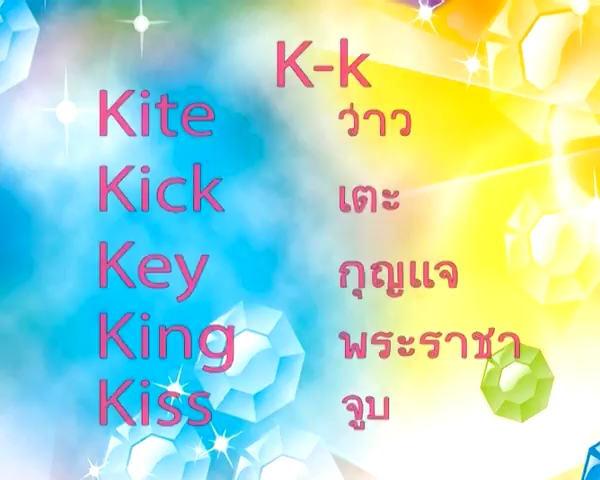 K-k
Kite ว่าว
Kick เตะ
Key กุญแจ
King พระราชา
Kiss จูบ